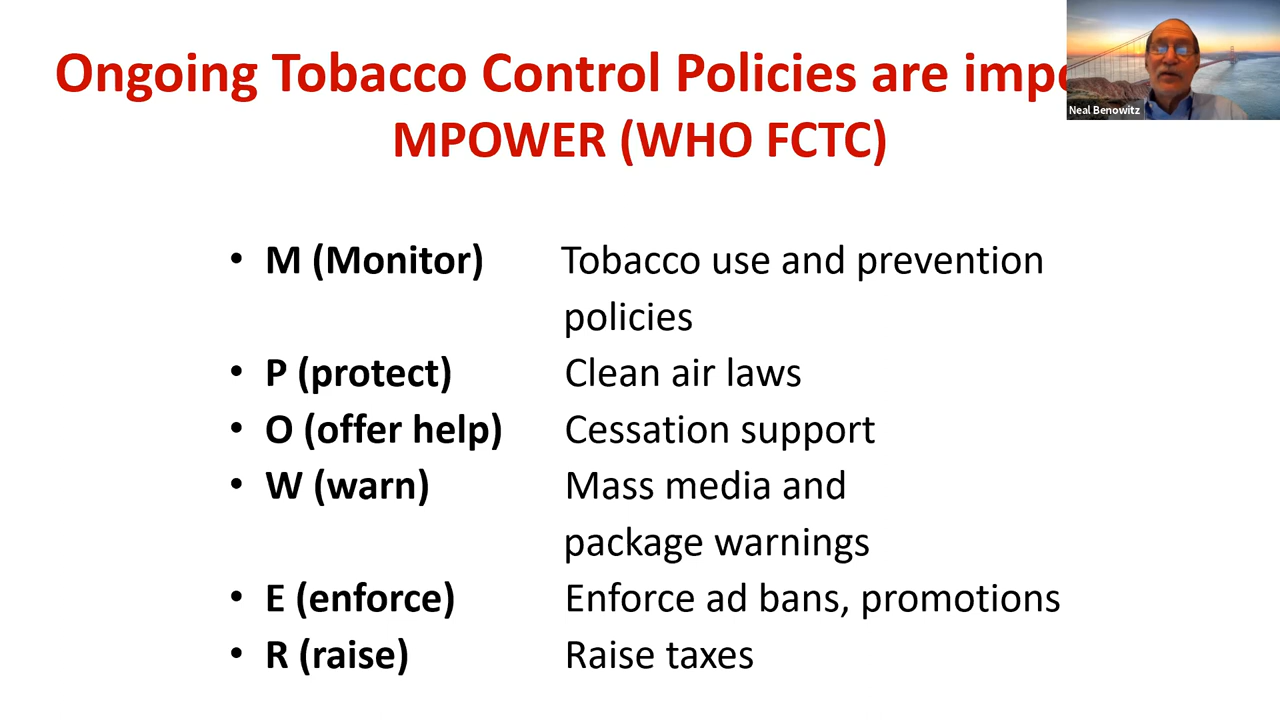 Ongoing Tobacco Control Policies are
MPOWER (WHO FCTC)
Neal Benowitz
• M (Monitor) Tobacco use and prevention
policies
• P (protect) Clean air laws
• O (offer help) Cessation support
• W (warn) Mass media and
package warnings
• E (enforce) Enforce ad bans, promotions
• R (raise) Raise taxes